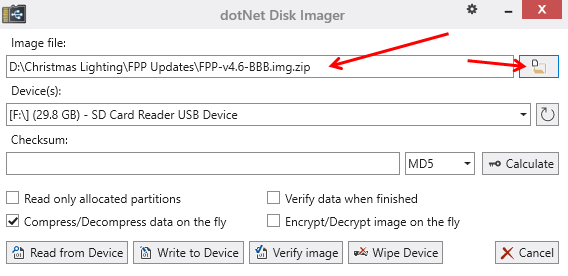 dotNet Disk Imager
Image file:
D:\Christmas Lighting\FPP Updates\FPP-v4.6-BBB.img.zip
Device(s):
[F:\] (29.8 GB) - SD Card Reader USB Device
Checksum:
MD5 Calculate
Read only allocated partitions Verify data when finished
Compress/Decompress data on the fly Encrypt/Decrypt image on the fly
Read from Device Write to Device Verify image Wipe Device Cancel